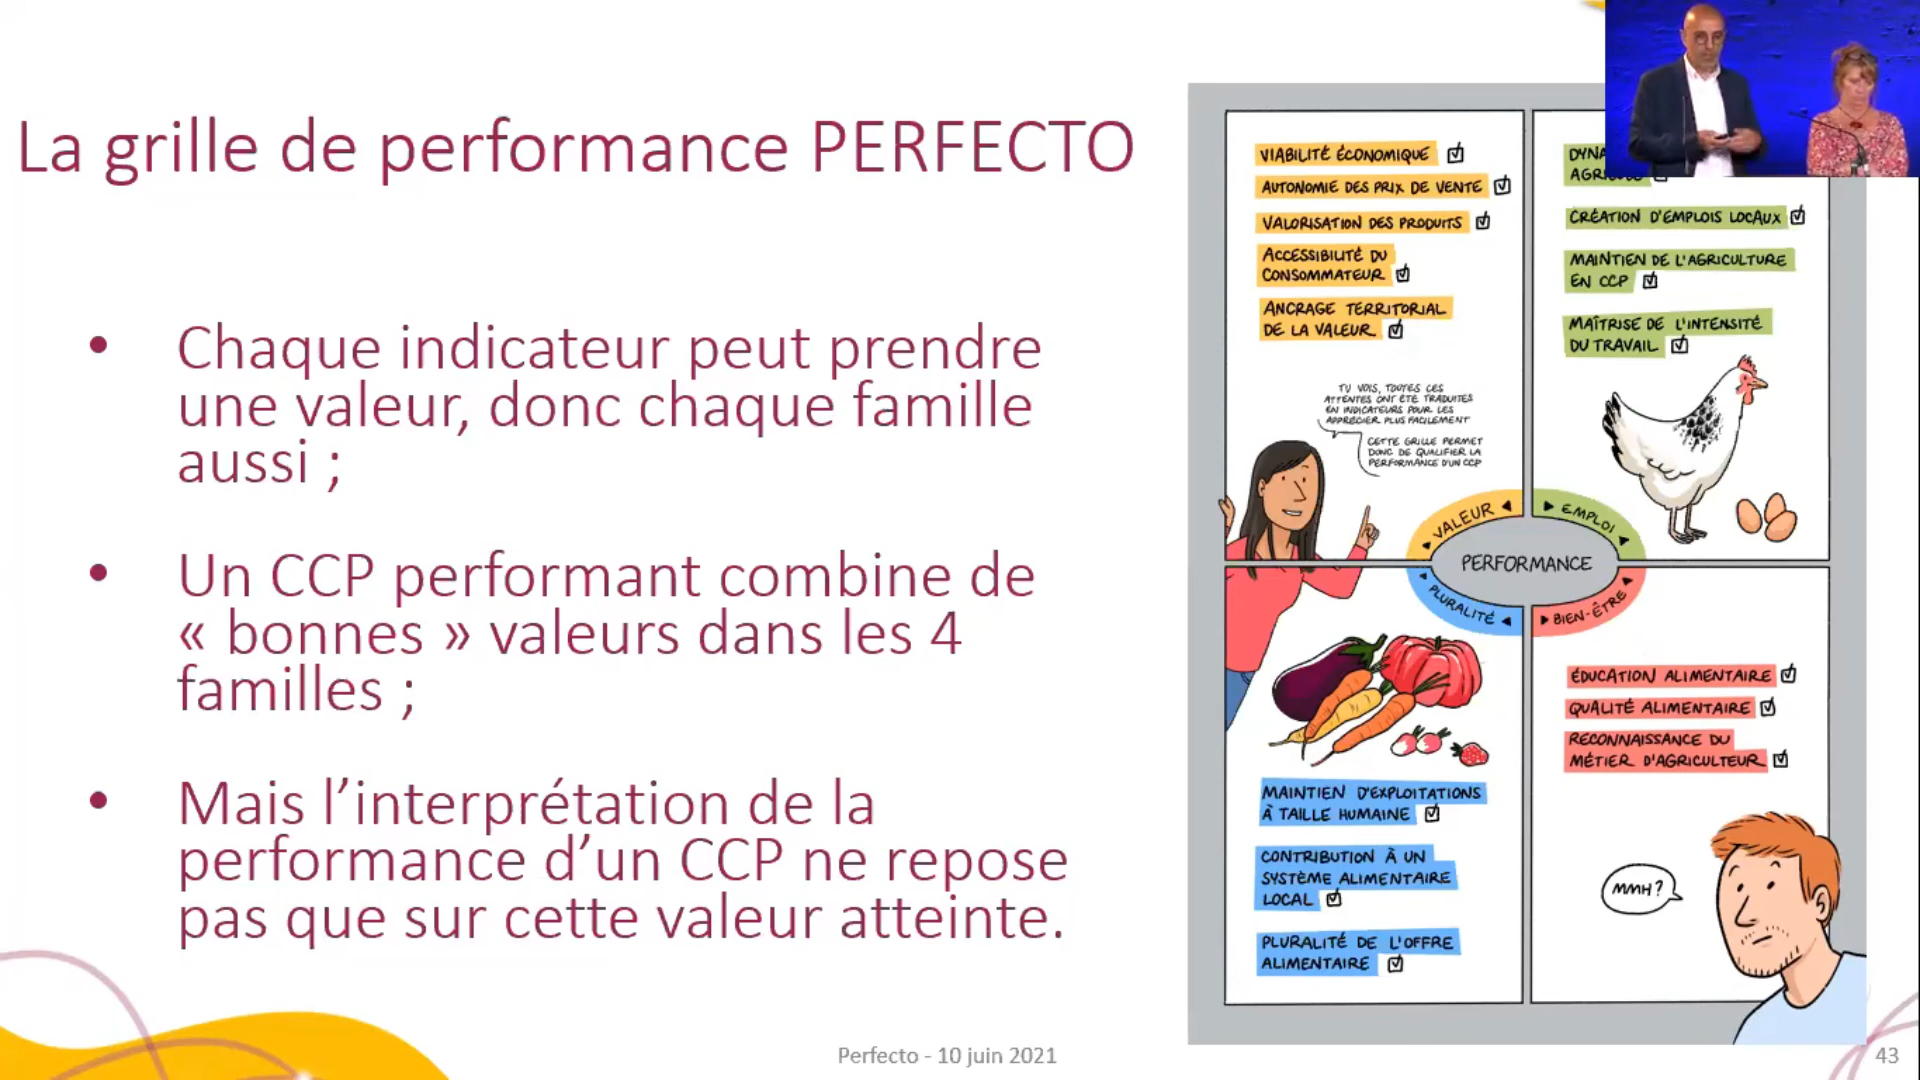 La grille de performance PERFECTO
• Chaque indicateur peut prendre
une valeur, donc chaque famille
aussi ;
• Un CCP performant combine de
« bonnes » valeurs dans les 4
familles ;
• Mais l’interprétation de la
performance d’un CCP ne repose
pas que sur cette valeur atteinte.
VIABILITÉ ÉCONOMIQUE
AUTONOMIE DES PRIX DE VENTE
VALORISATION DES PRODUITS
ACCESSIBILITÉ DU
CONSOMMATEUR
ANCRAGE TERRITORIAL
DE LA VALEUR
TU VOIS, TOUTES CES
ATTENTES ONT ÉTÉ TRADUITES
EN INDICATEURS POUR LES
APPRÉCIER PLUS FACILEMENT
CETTE GRILLE PERMET
DONC DE QUALIFIER LA
PERFORMANCE D'UN CCP
CRÉATION D'EMPLOIS LOCAUX
MAINTIEN DE L'AGRICULTURE
EN CCP
MAÎTRISE DE L'INTENSITÉ
DU TRAVAIL
VALEUR
EMPLOI
PERFORMANCE
PLURALITÉ
BIEN-ÊTRE
MAINTIEN D'EXPLOITATIONS
À TAILLE HUMAINE
CONTRIBUTION À UN
SYSTÈME ALIMENTAIRE
LOCAL
PLURALITÉ DE L'OFFRE
ALIMENTAIRE
ÉDUCATION ALIMENTAIRE
QUALITÉ ALIMENTAIRE
RECONNAISSANCE DU
MÉTIER D'AGRICULTEUR
MMH ?
Perfecto - 10 juin 2021
43